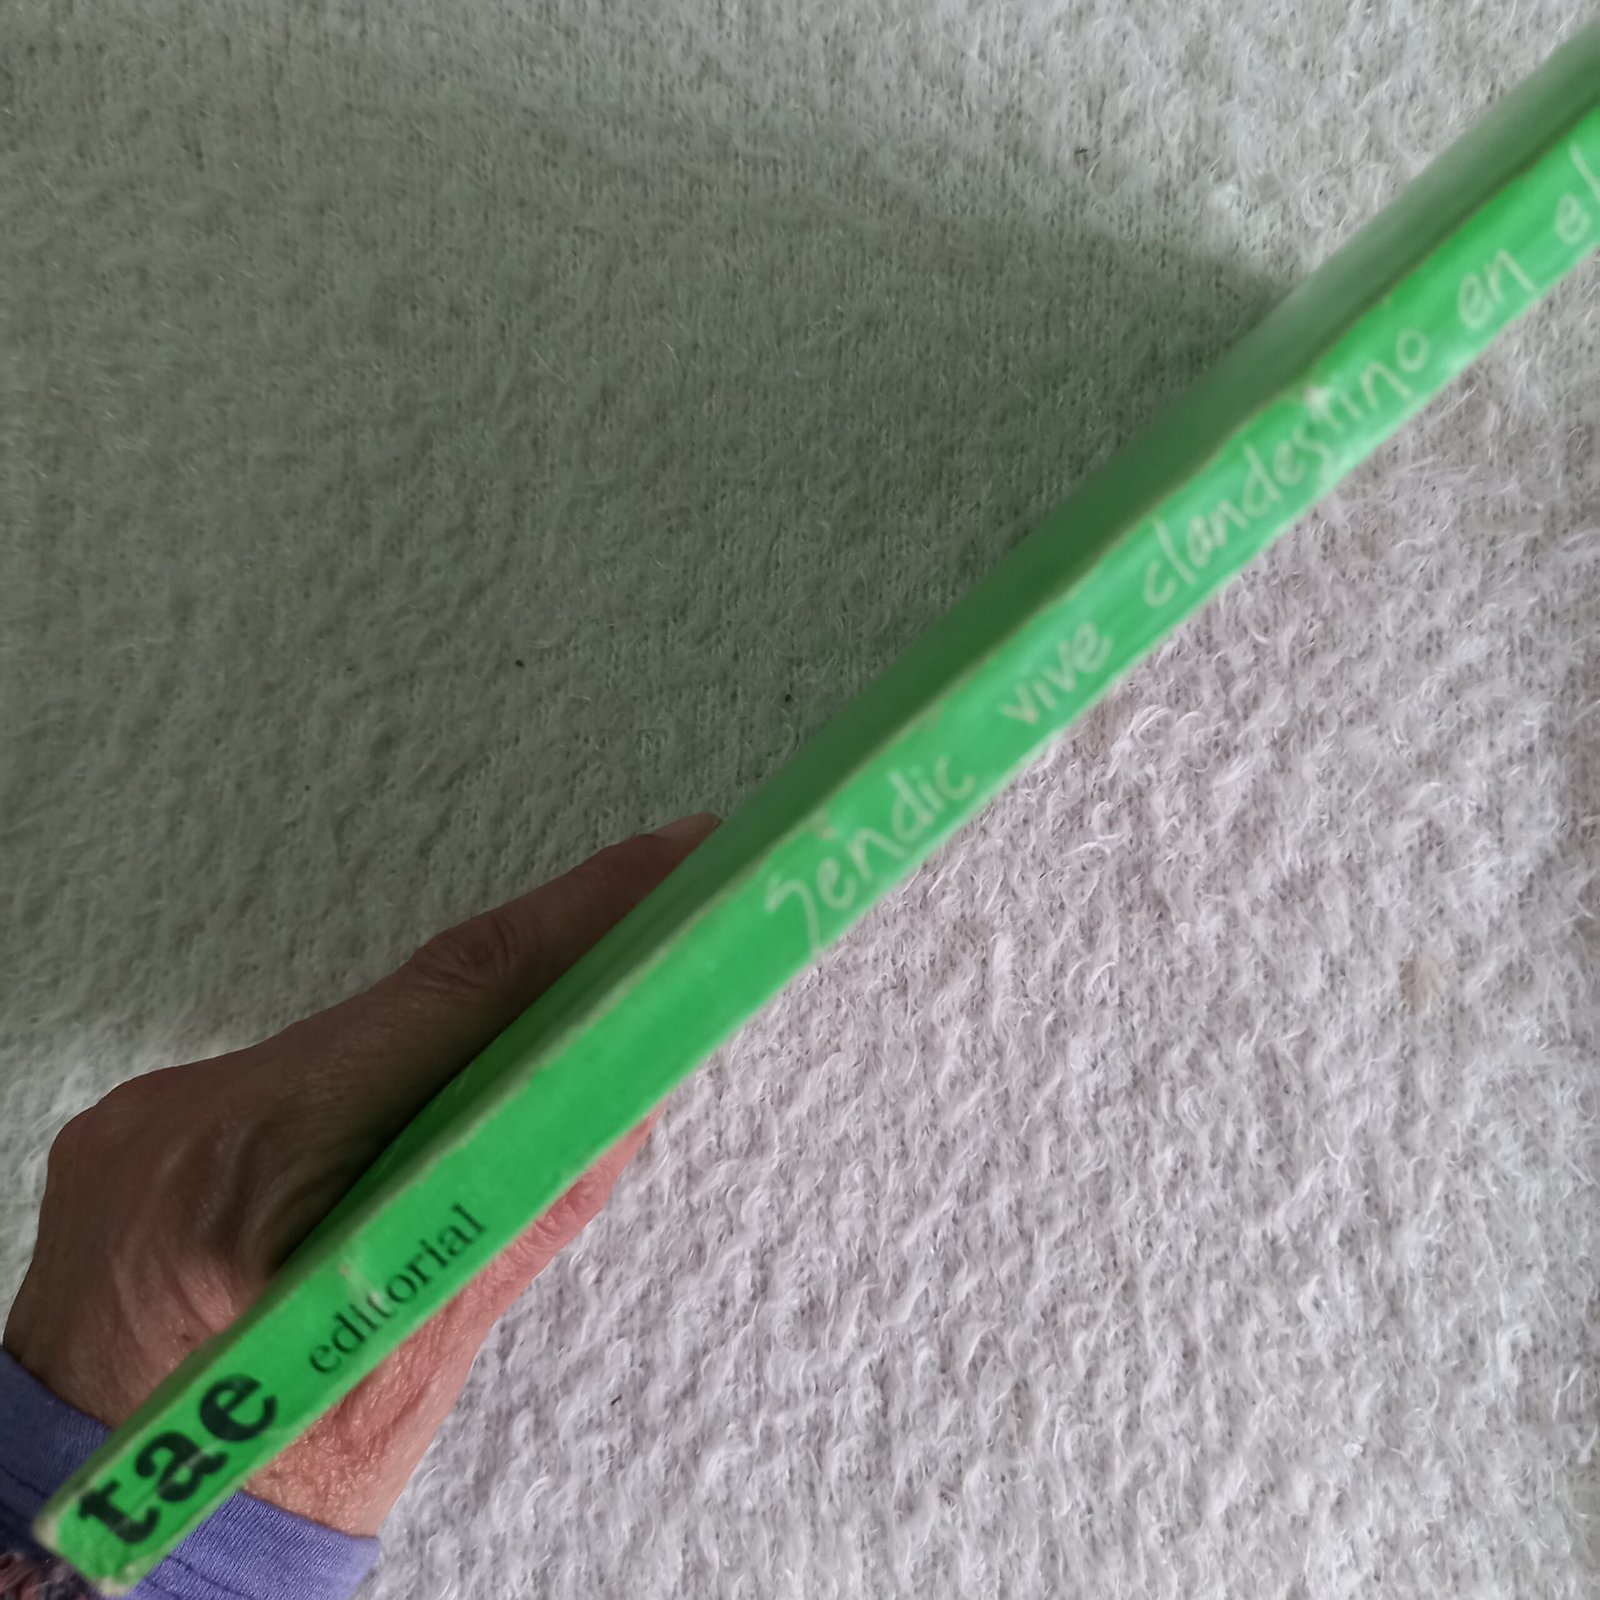 tae editorial Sendic vive clandestino en el